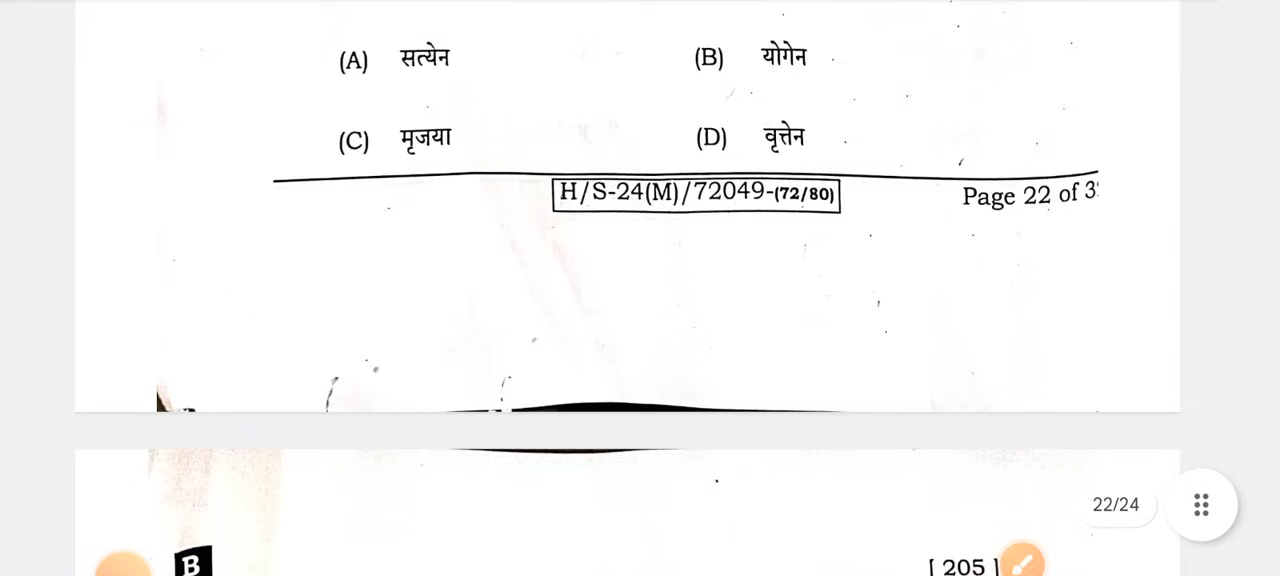 (A) सत्येन (B) योगेन
(C) मृजया (D) वृत्तेन
H/S-24(M)/72049-(72/80) Page 22 of
22/24
B [ 205 ]